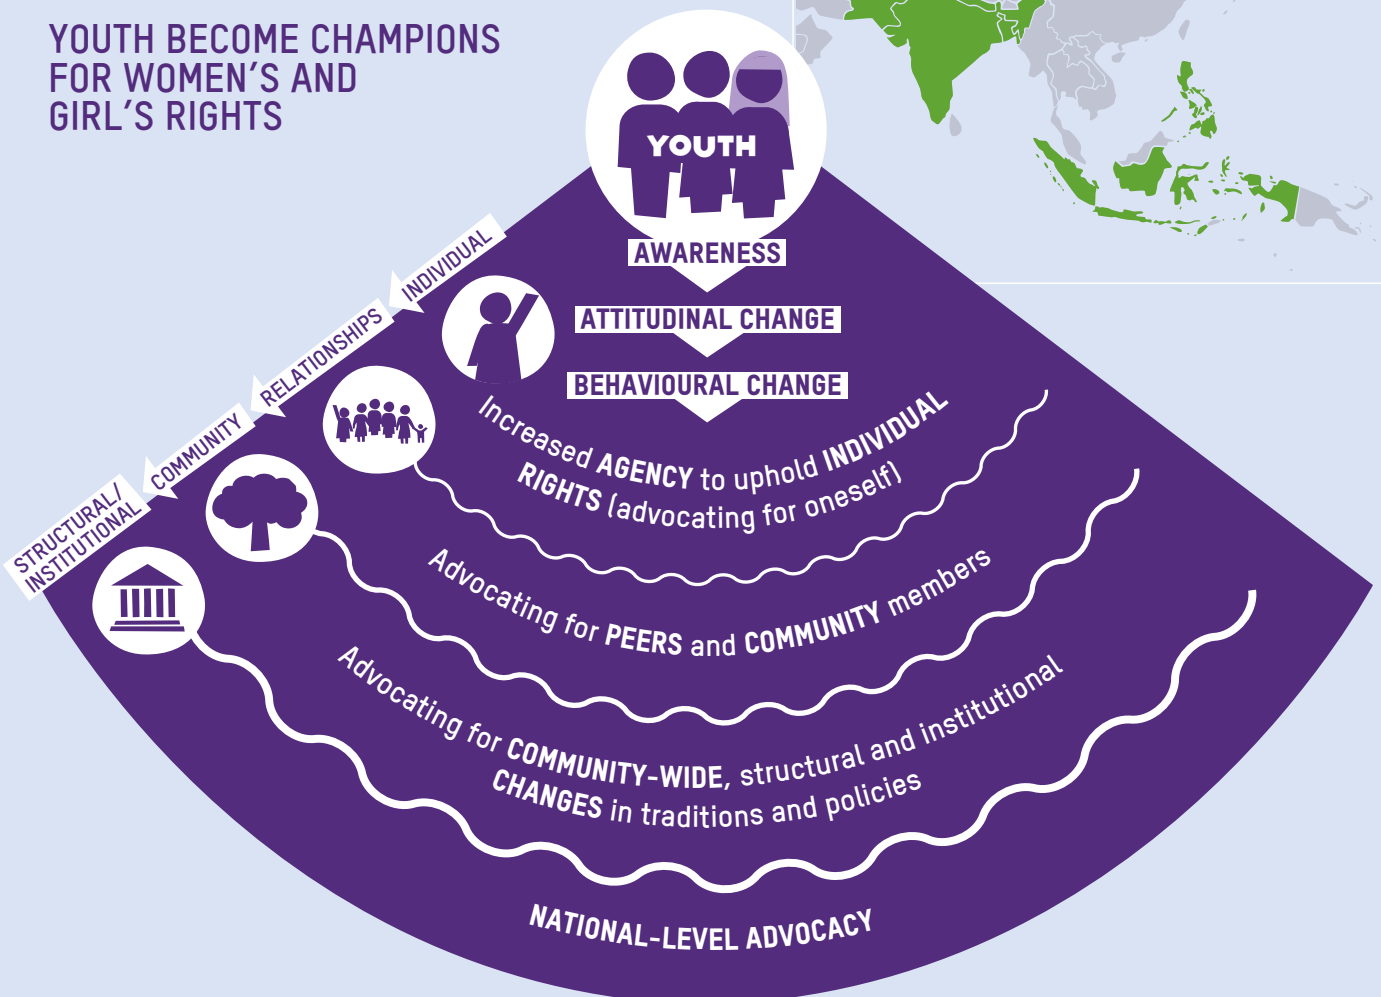 YOUTH BECOME CHAMPIONS
FOR WOMEN'S AND
GIRL'S RIGHTS
YOUTH
AWARENESS
ATTITUDINAL CHANGE
BEHAVIOURAL CHANGE
INDIVIDUAL
RELATIONSHIPS
COMMUNITY
STRUCTURAL/
INSTITUTIONAL
Increased AGENCY to uphold INDIVIDUAL
RIGHTS (advocating for oneself)
Advocating for PEERS and COMMUNITY members
Advocating for COMMUNITY-WIDE, structural and institutional
CHANGES in traditions and policies
NATIONAL-LEVEL ADVOCACY